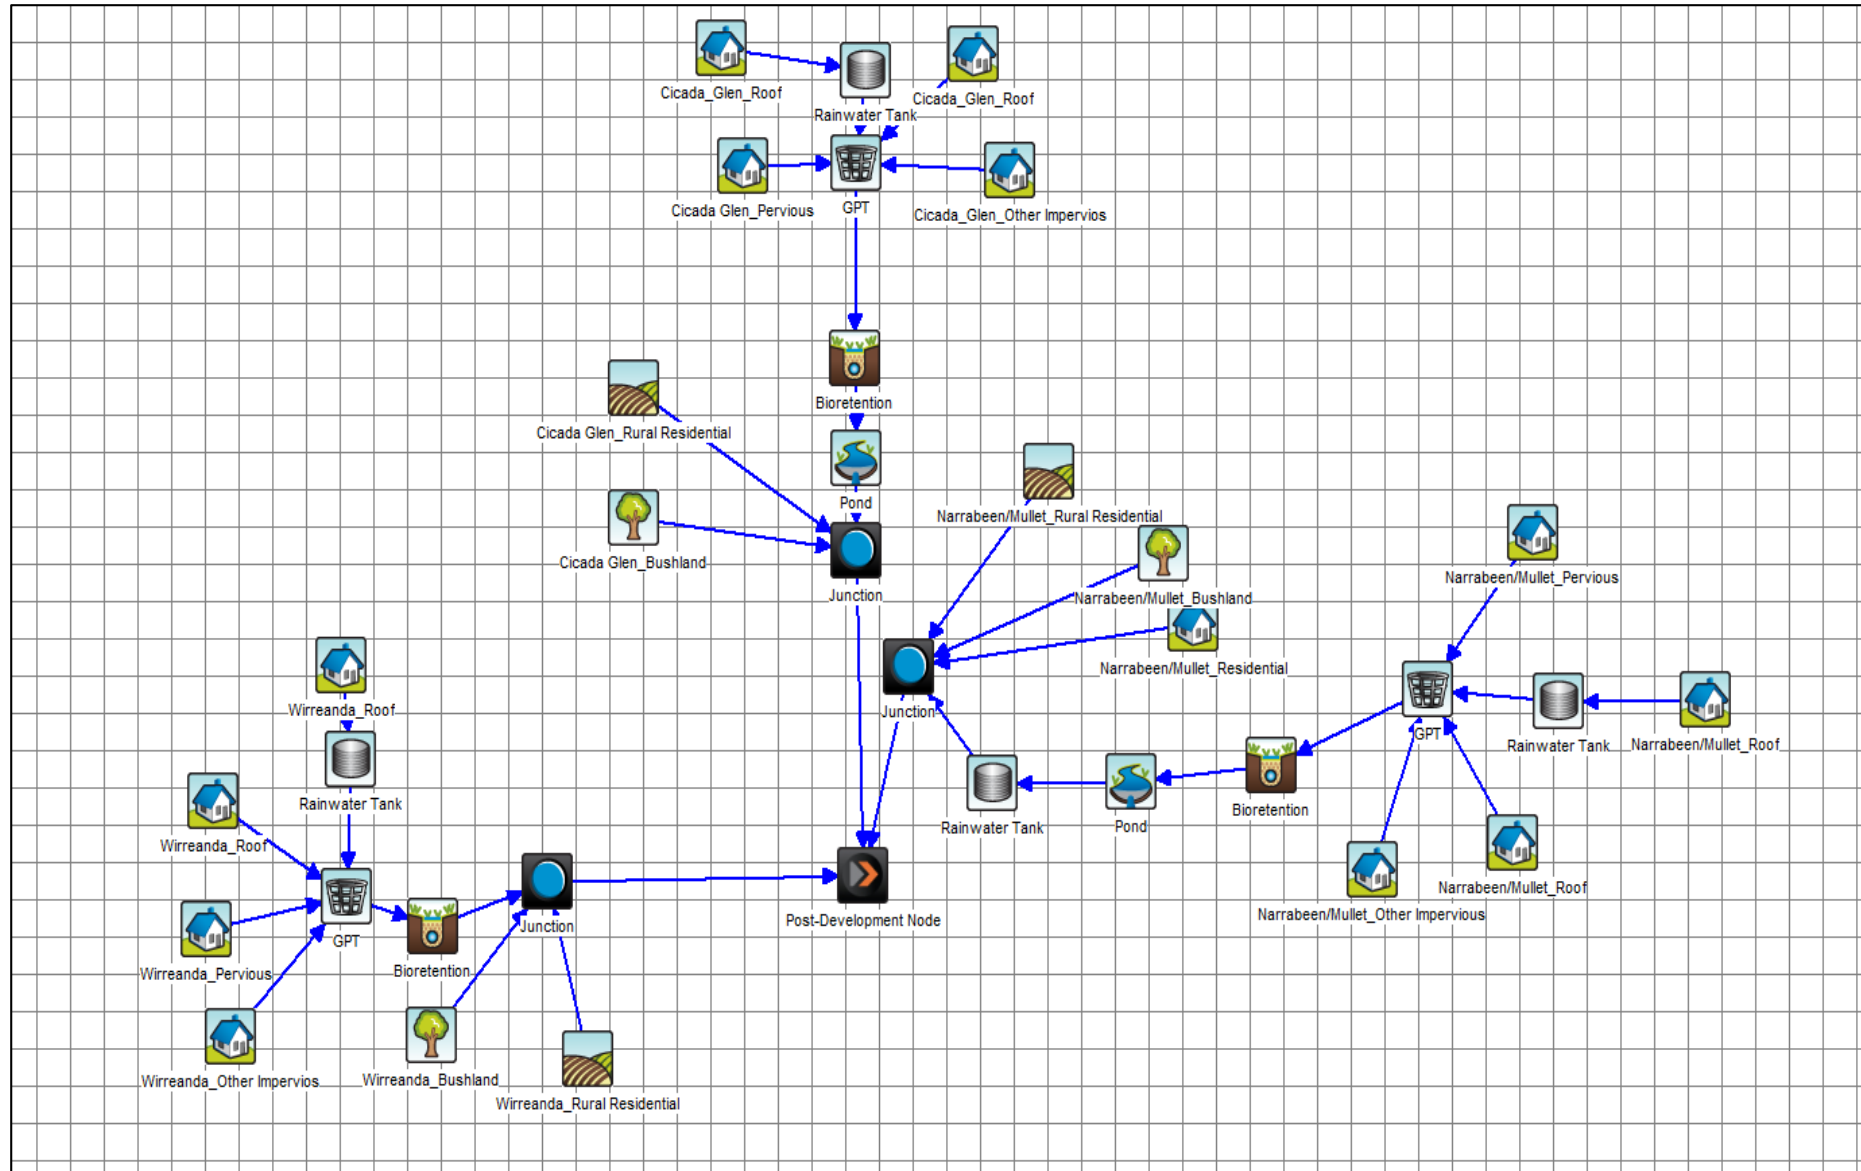 Cicada_Glen_Roof
Cicada_Glen_Roof
Rainwater Tank
Cicada Glen_Pervious
GPT
Cicada_Glen_Other Impervios
Bioretention
Cicada Glen_Rural Residential
Pond
Narrabeen/Mullet_Rural Residential
Cicada Glen_Bushland
Narrabeen/Mullet_Pervious
Junction
Narrabeen/Mullet_Bushland
Narrabeen/Mullet_Residential
Wirreanda_Roof
Junction
GPT
Rainwater Tank
Narrabeen/Mullet_Roof
Rainwater Tank
Bioretention
Pond
Rainwater Tank
Wirreanda_Roof
Narrabeen/Mullet_Roof
Narrabeen/Mullet_Other Impervious
Post-Development Node
Junction
GPT
Bioretention
Wirreanda_Pervious
Wirreanda_Other Impervios
Wirreanda_Bushland
Wirreanda_Rural Residential